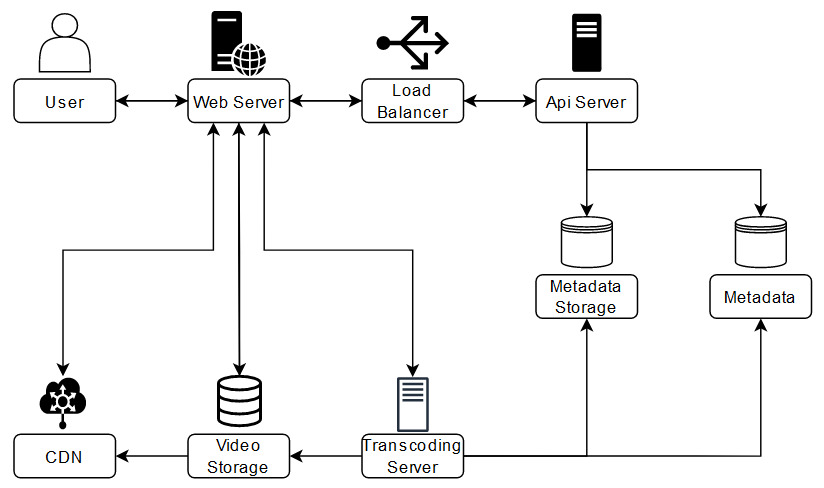 User
Web Server
Load
Balancer
Api Server
Metadata
Storage
Metadata
CDN
Video
Storage
Transcoding
Server